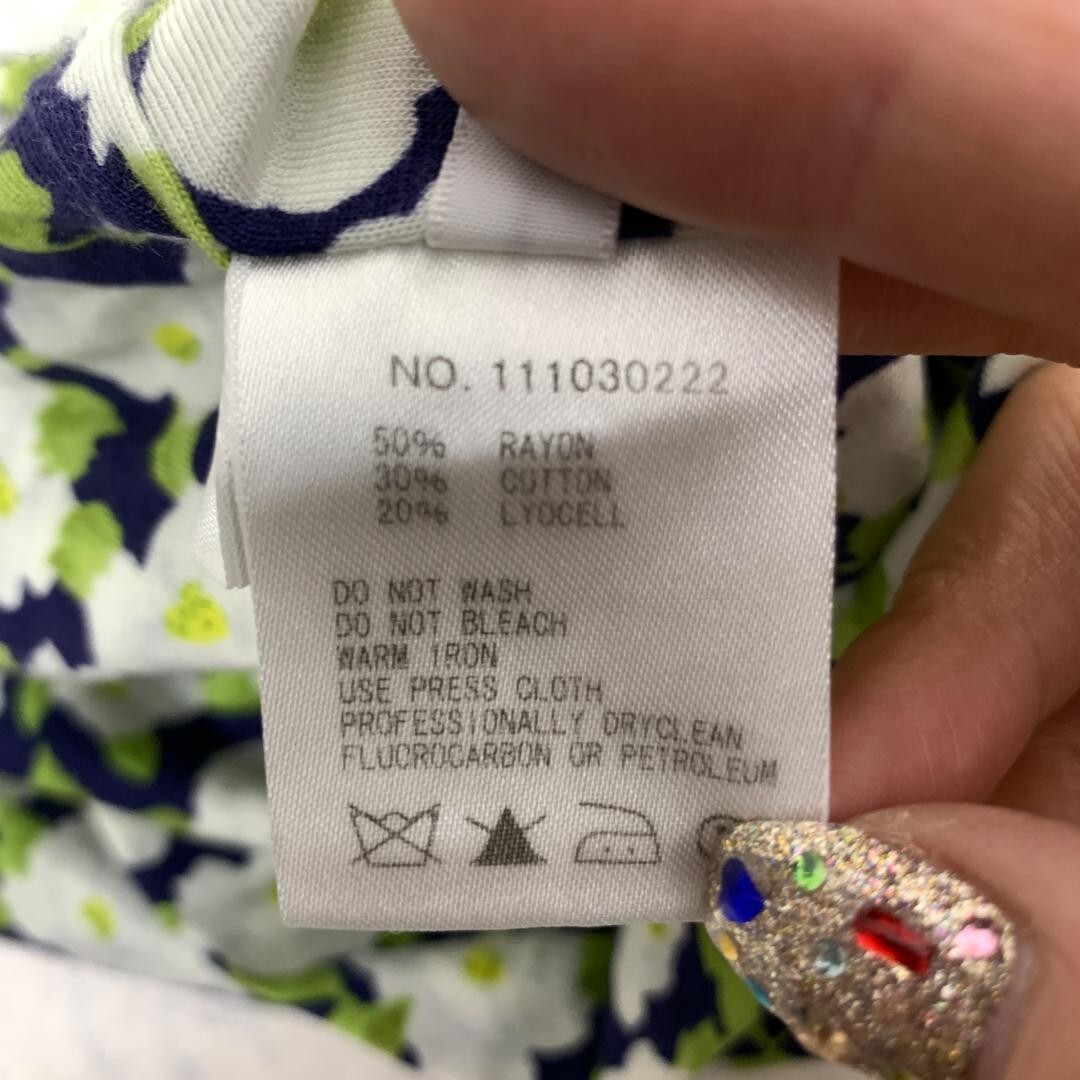 NO. 111030222
50% RAYON
30% COTTON
20% LYOCELL
DO NOT WASH
DO NOT BLEACH
WARM IRON
USE PRESS CLOTH
PROFESSIONALLY DRYCLEAN
FLUOROCARBON OR PETROLEUM